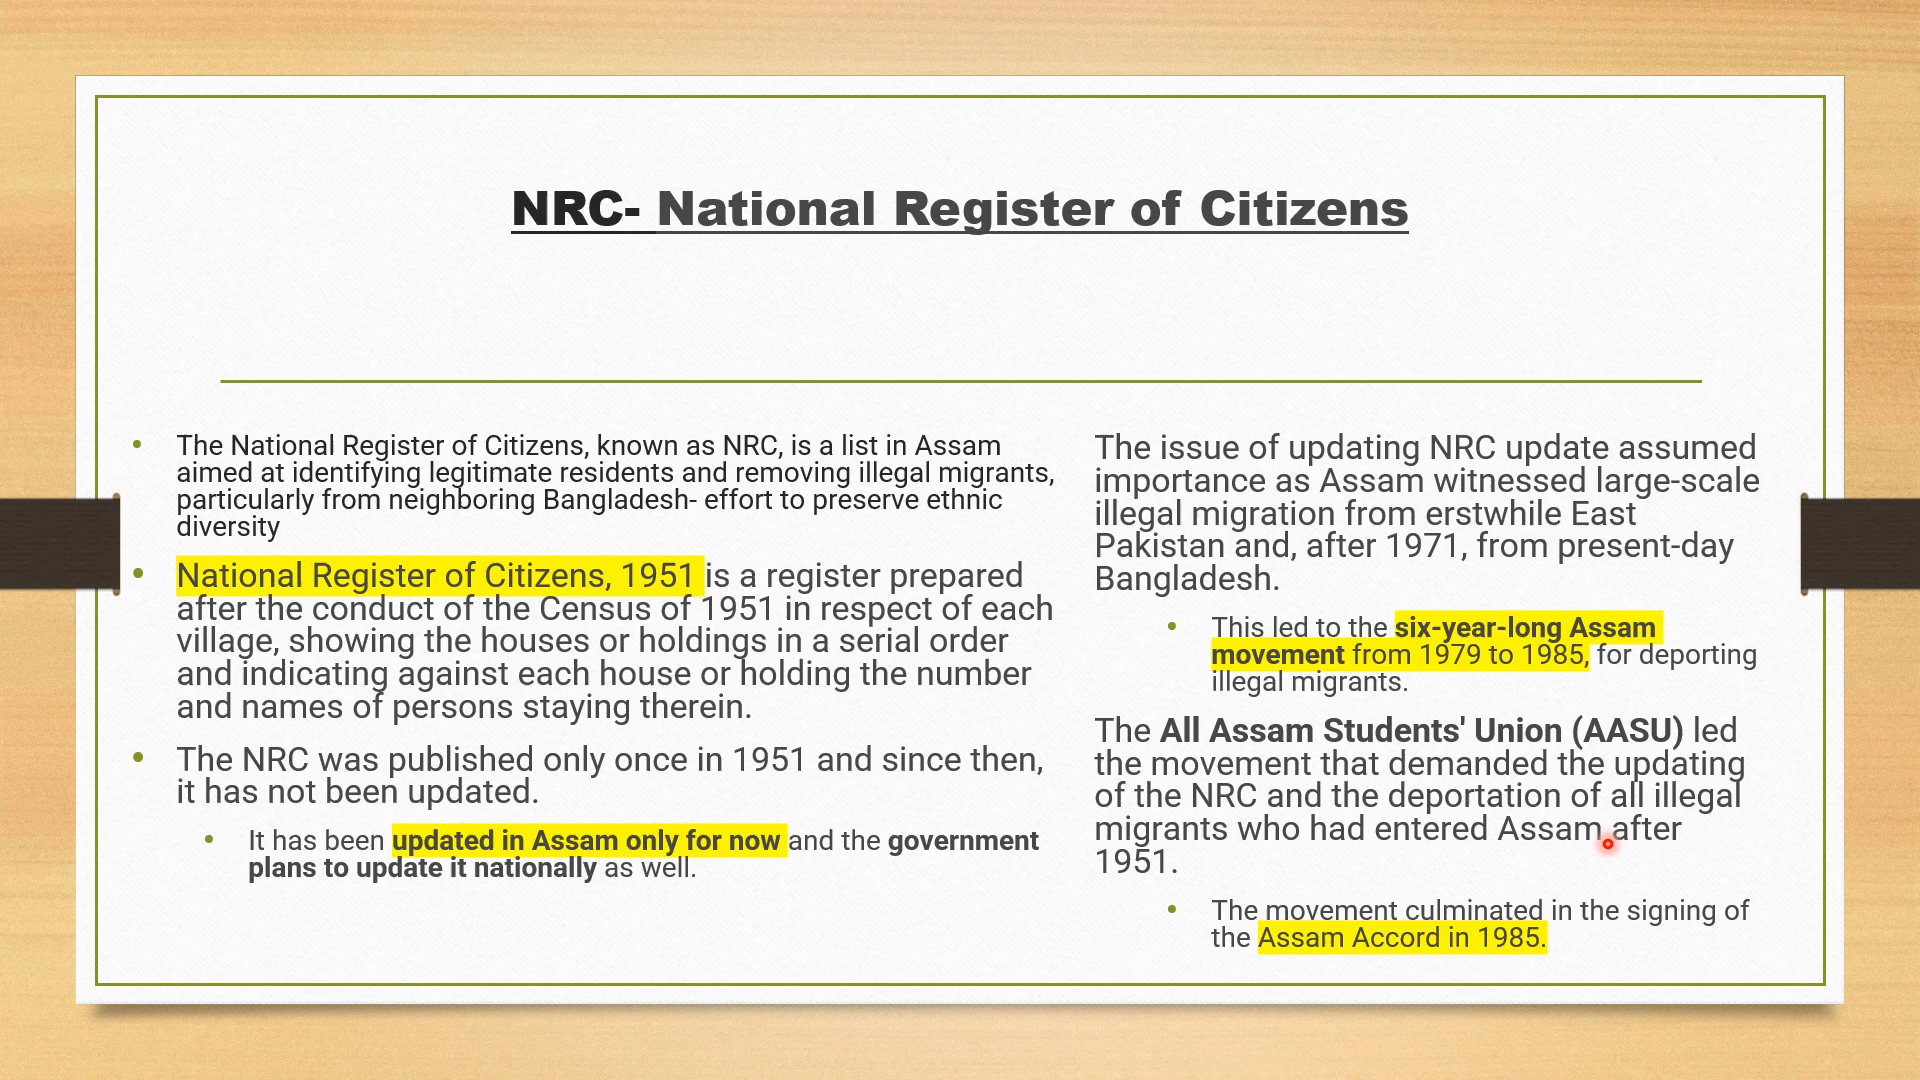 NRC- National Register of Citizens
The National Register of Citizens, known as NRC, is a list in Assam
aimed at identifying legitimate residents and removing illegal migrants,
particularly from neighboring Bangladesh- effort to preserve ethnic
diversity
National Register of Citizens, 1951 is a register prepared
after the conduct of the Census of 1951 in respect of each
village, showing the houses or holdings in a serial order
and indicating against each house or holding the number
and names of persons staying therein.
The NRC was published only once in 1951 and since then,
it has not been updated.
It has been updated in Assam only for now and the government
plans to update it nationally as well.
The issue of updating NRC update assumed
importance as Assam witnessed large-scale
illegal migration from erstwhile East
Pakistan and, after 1971, from present-day
Bangladesh.
This led to the six-year-long Assam
movement from 1979 to 1985, for deporting
illegal migrants.
The All Assam Students' Union (AASU) led
the movement that demanded the updating
of the NRC and the deportation of all illegal
migrants who had entered Assam after
1951.
The movement culminated in the signing of
the Assam Accord in 1985.